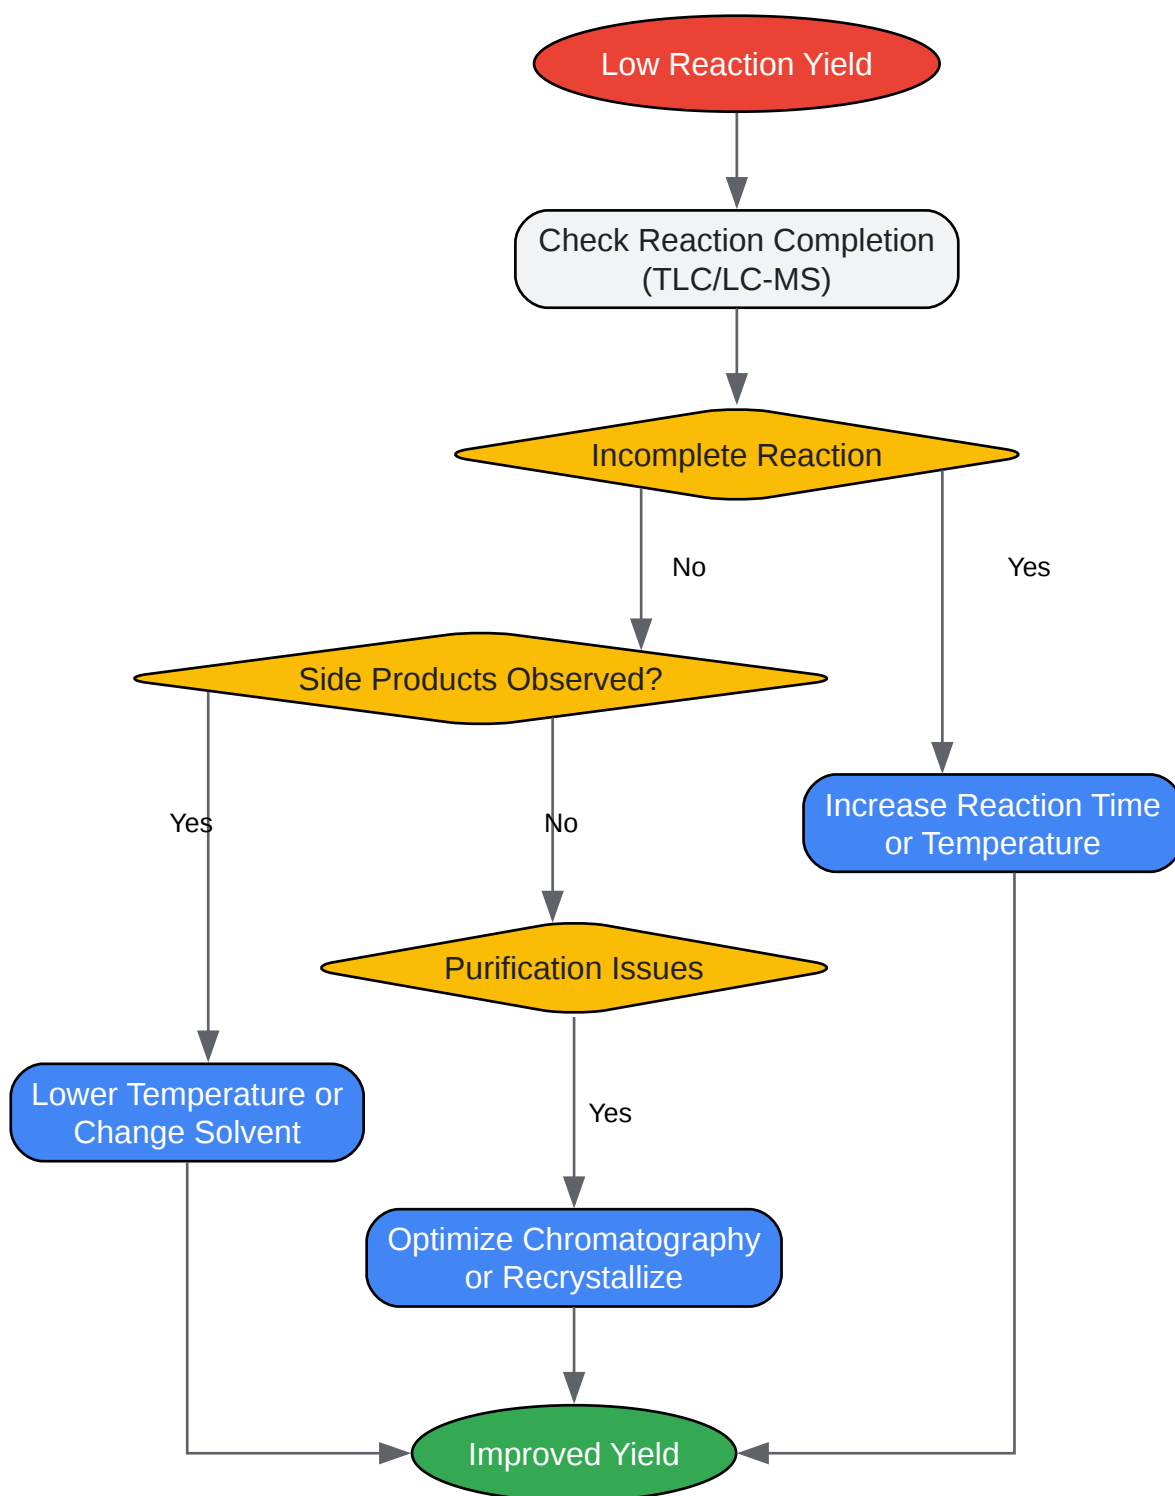 Low Reaction Yield
Check Reaction Completion
(TLC/LC-MS)
Incomplete Reaction
No
Yes
Side Products Observed?
Increase Reaction Time
or Temperature
Yes
No
Purification Issues
Lower Temperature or
Change Solvent
Yes
Optimize Chromatography
or Recrystallize
Improved Yield